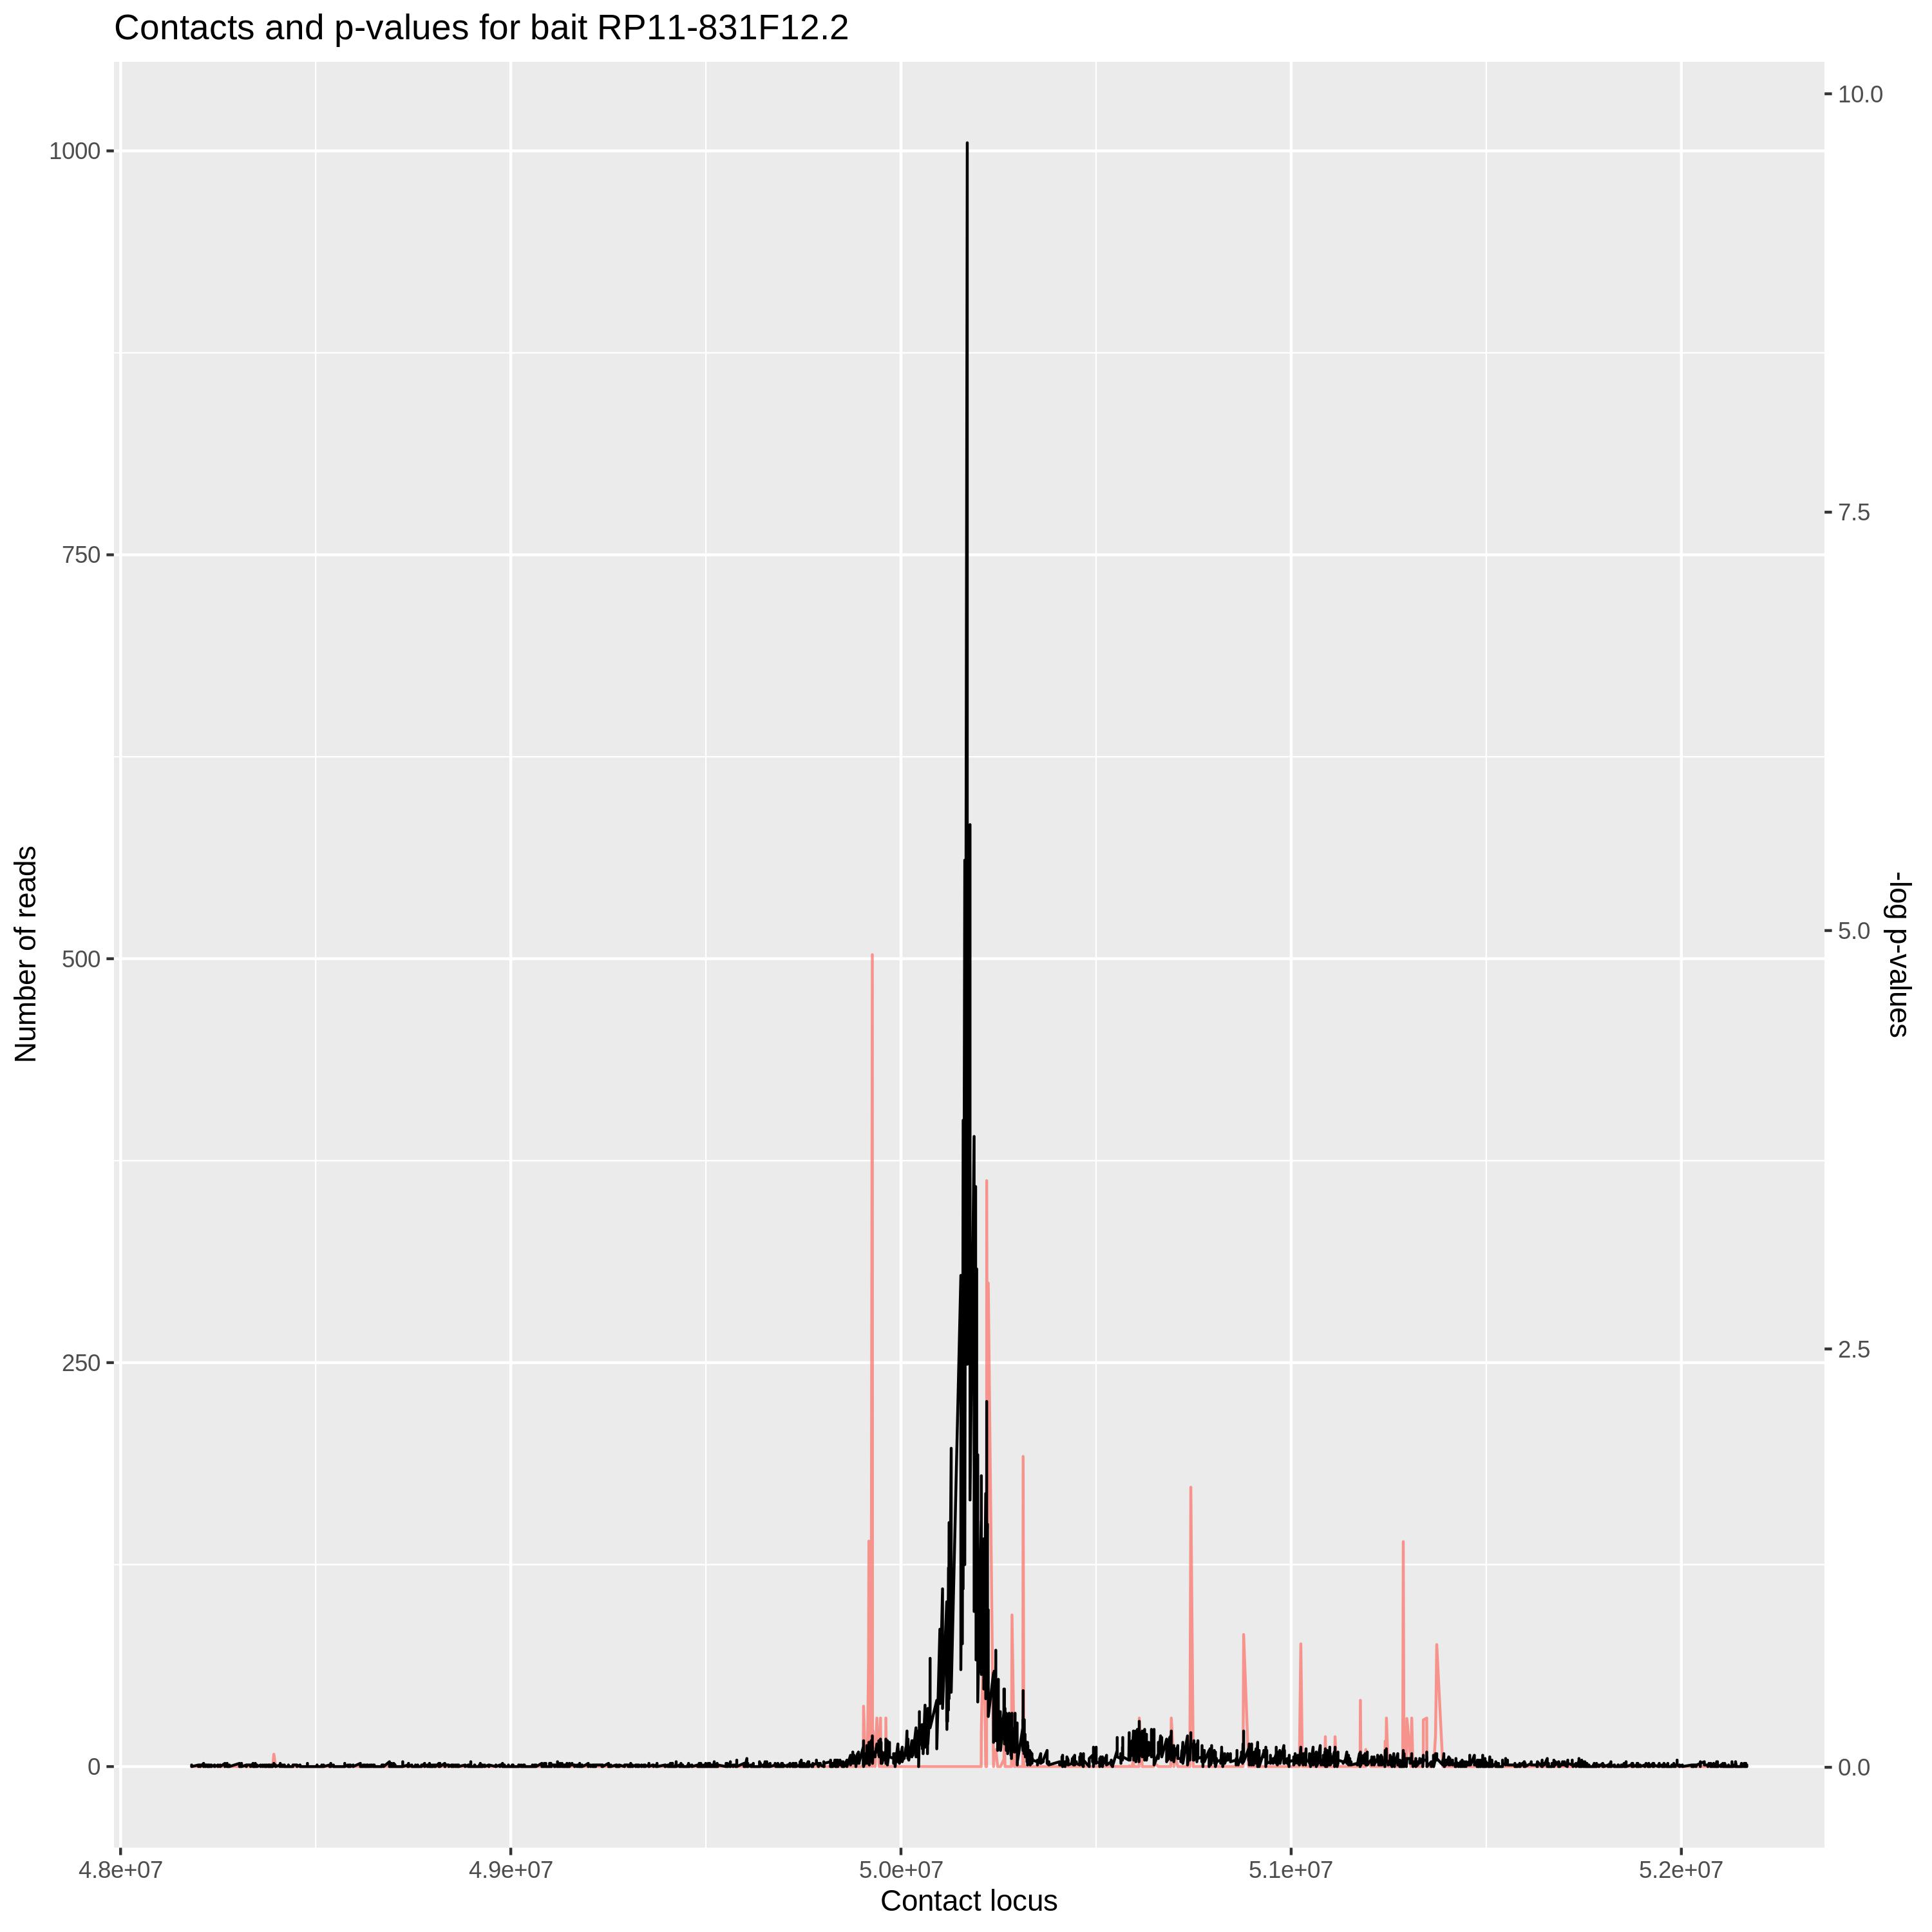 Contacts and p-values for bait RP11-831F12.2
10.0
1000
7.5
750
5.0
500
2.5
250
0.0
0
Number of reads
-log p-values
4.8e+07 4.9e+07 5.0e+07 5.1e+07 5.2e+07
Contact locus